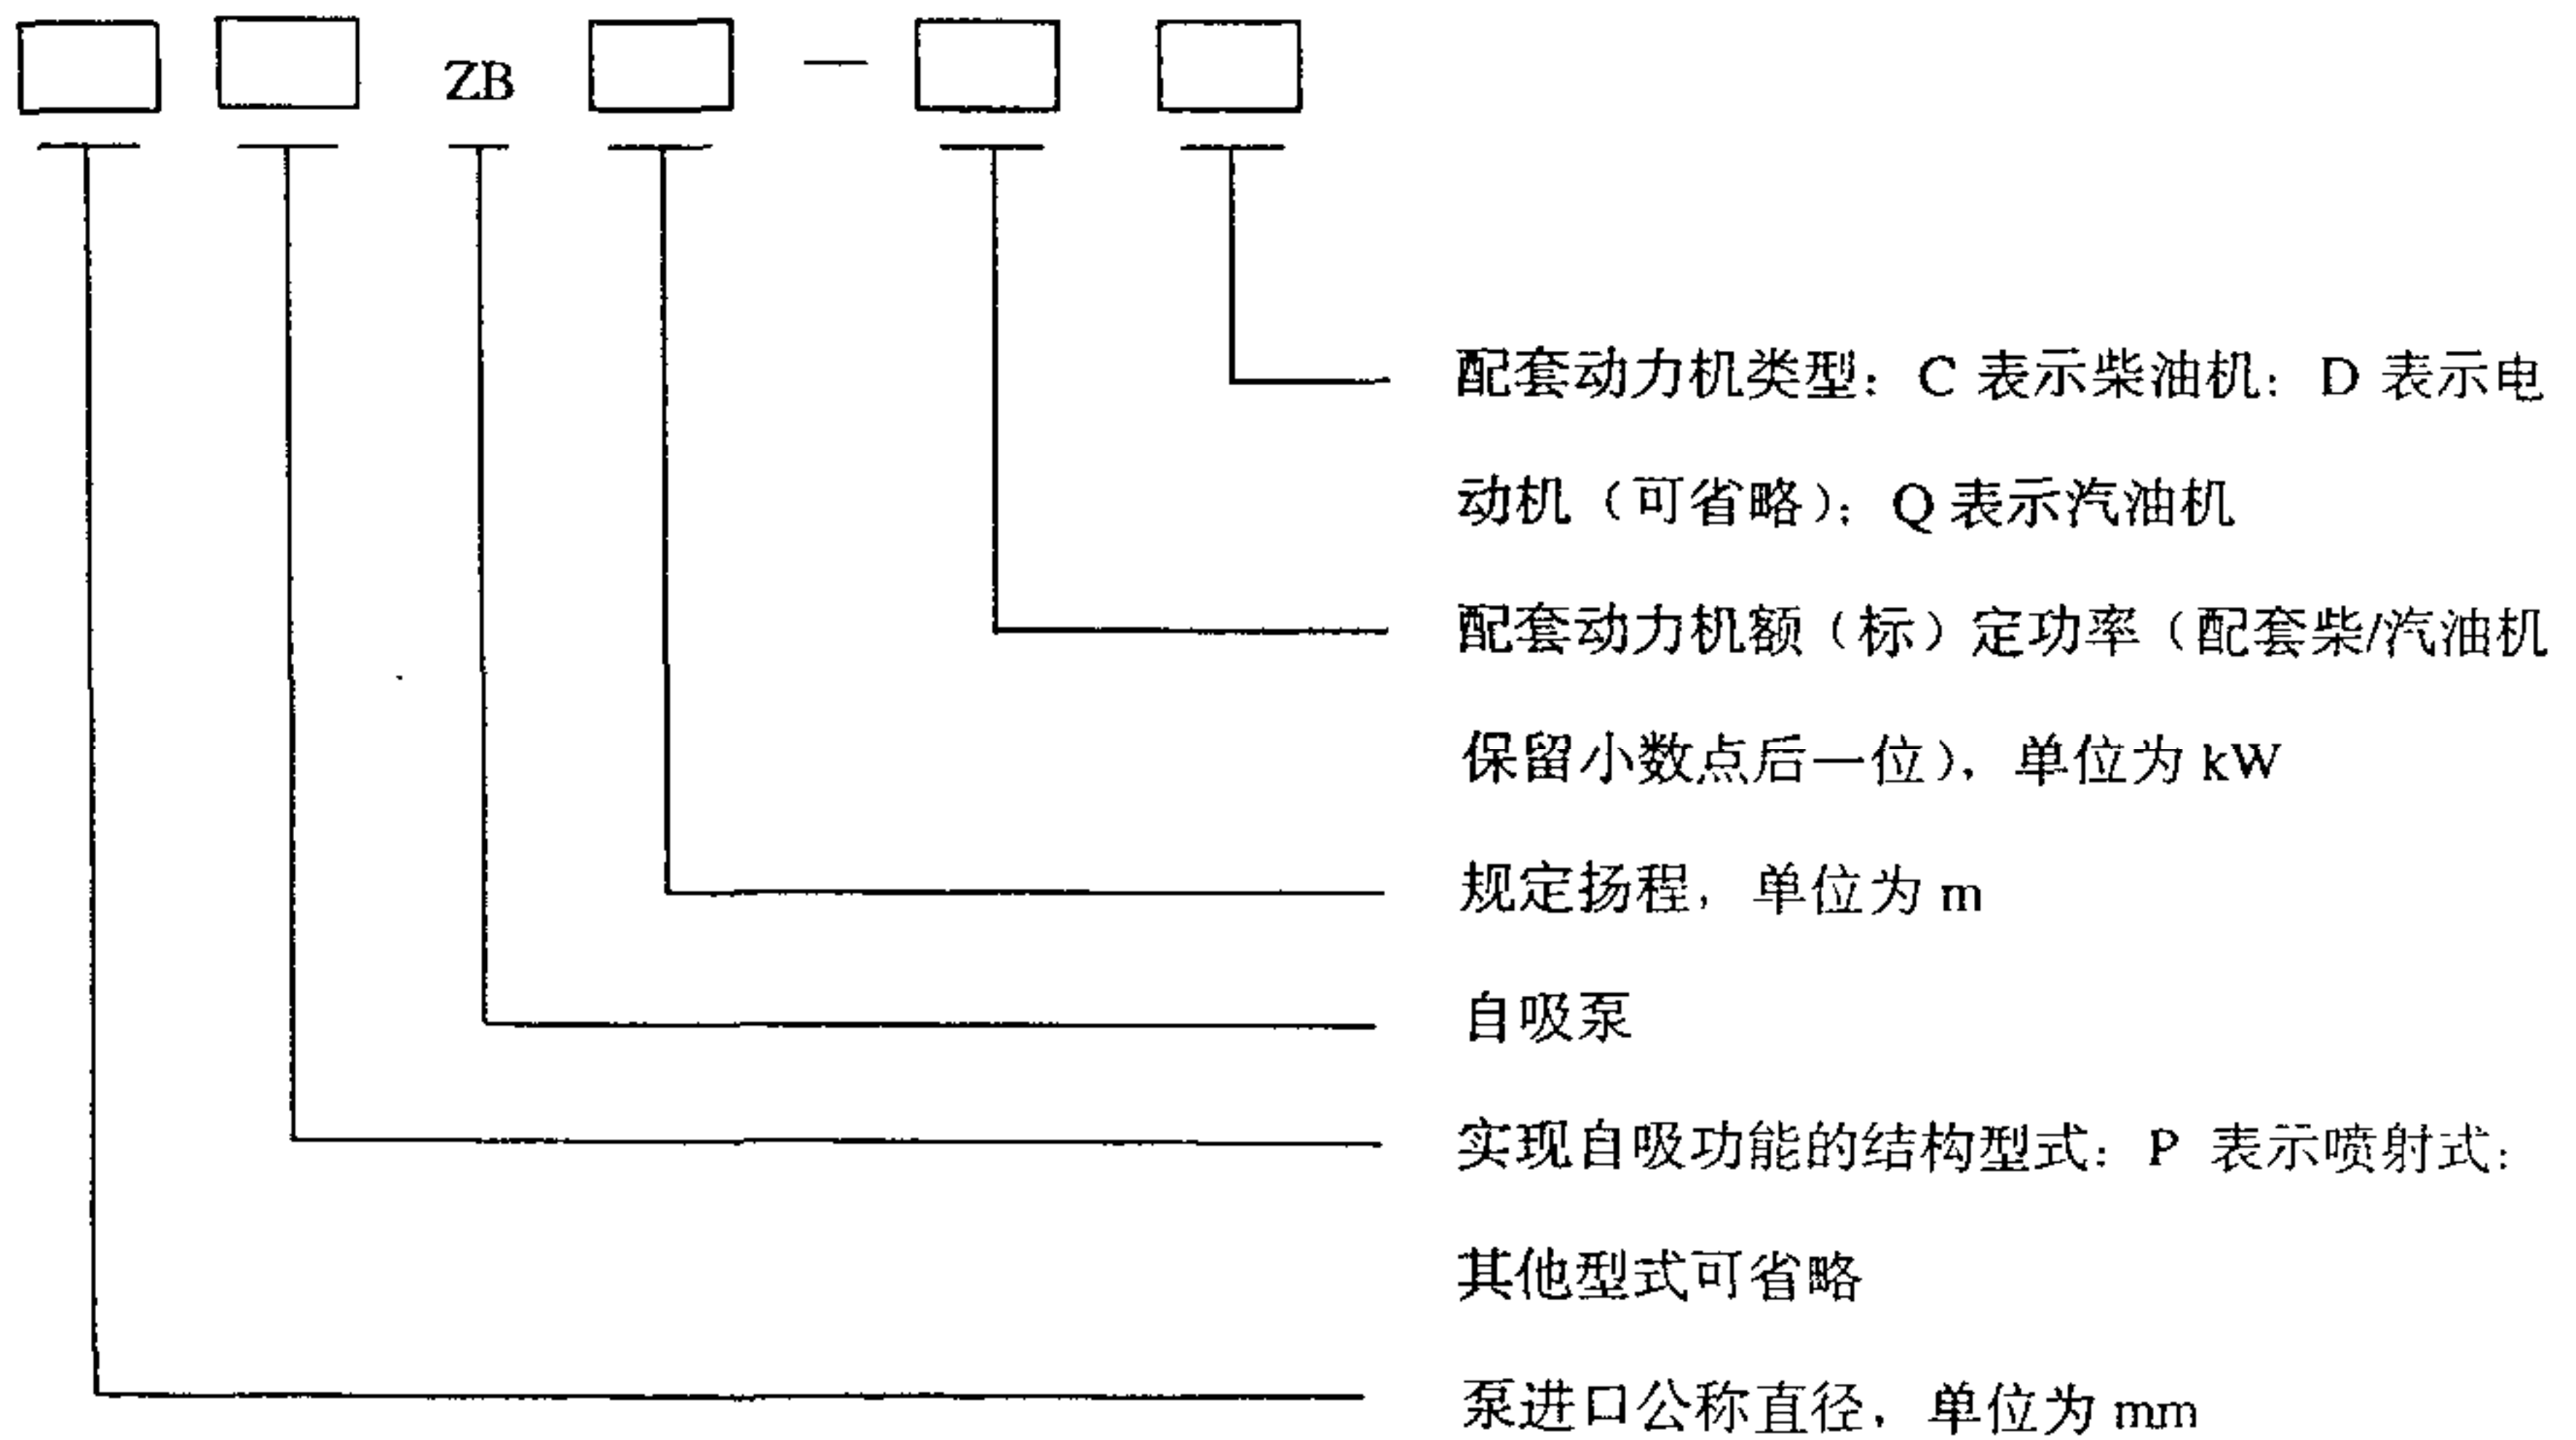 ZB —
配套动力机类型：C 表示柴油机；D 表示电
动机（可省略）；Q 表示汽油机
配套动力机额（标）定功率（配套柴/汽油机
保留小数点后一位），单位为 kW
规定扬程，单位为 m
自吸泵
实现自吸功能的结构型式：P 表示喷射式；
其他型式可省略
泵进口公称直径，单位为 mm